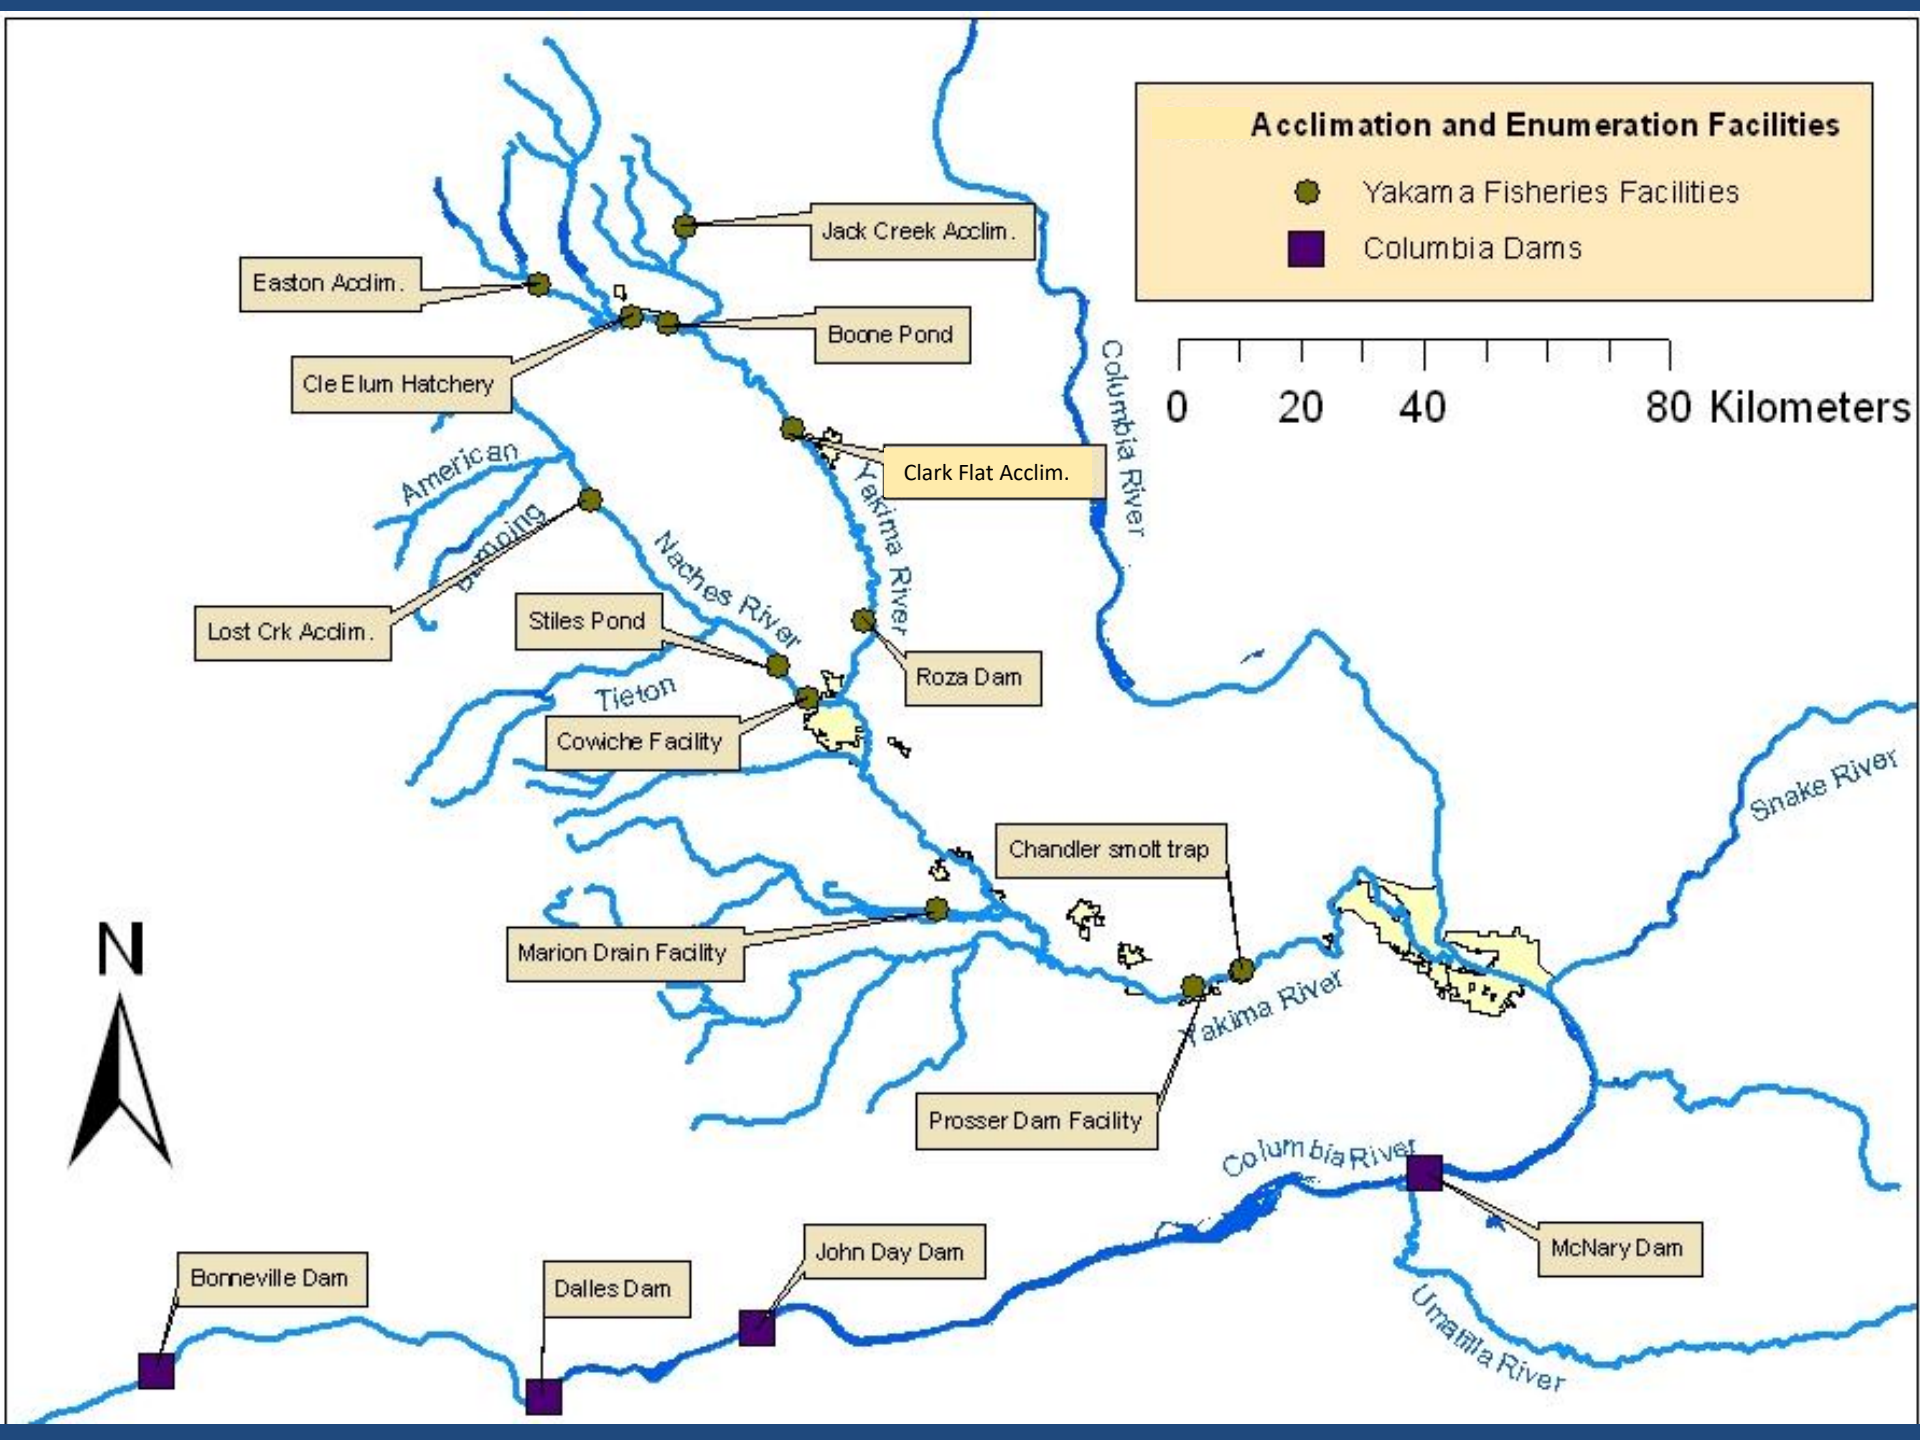 Acclimation and Enumeration Facilities
Yakama Fisheries Facilities
Columbia Dams
0 20 40 80 Kilometers
Jack Creek Acclim.
Easton Acclim.
Boone Pond
Cle Elum Hatchery
Columbia River
American
Clark Flat Acclim.
Yakima River
Bumping
Naches River
Lost Crk Acclim.
Stiles Pond
Roza Dam
Tieton
Cowiche Facility
Snake River
Chandler smolt trap
N
Marion Drain Facility
Yakima River
Prosser Dam Facility
Columbia River
McNary Dam
John Day Dam
Bonneville Dam
Dalles Dam
Umatilla River